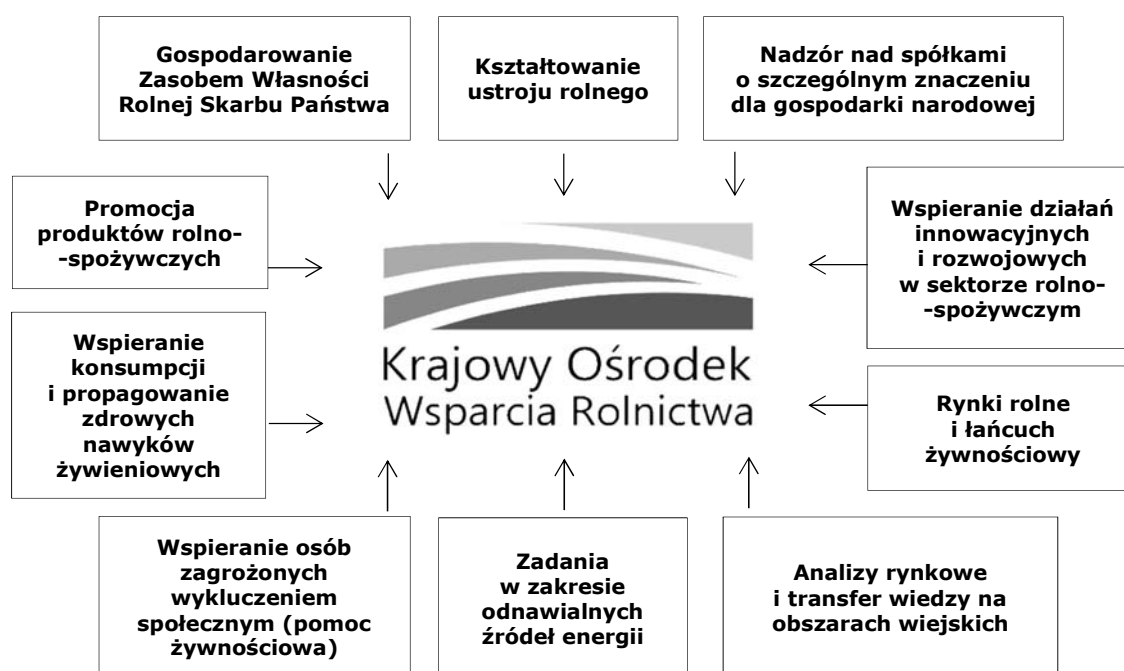 Gospodarowanie
Zasobem Własności
Rolnej Skarbu Państwa
Kształtowanie
ustroju rolnego
Nadzór nad spółkami
o szczególnym znaczeniu
dla gospodarki narodowej
Promocja
produktów rolno-
-spożywczych
Wspieranie działań
innowacyjnych
i rozwojowych
w sektorze rolno-
-spożywczym
Wspieranie
konsumpcji
i propagowanie
zdrowych
nawyków
żywieniowych
Krajowy Ośrodek
Wsparcia Rolnictwa
Rynki rolne
i łańcuch
żywnościowy
Wspieranie osób
zagrożonych
wykluczeniem
społecznym (pomoc
żywnościowa)
Zadania
w zakresie
odnawialnych
źródeł energii
Analizy rynkowe
i transfer wiedzy na
obszarach wiejskich